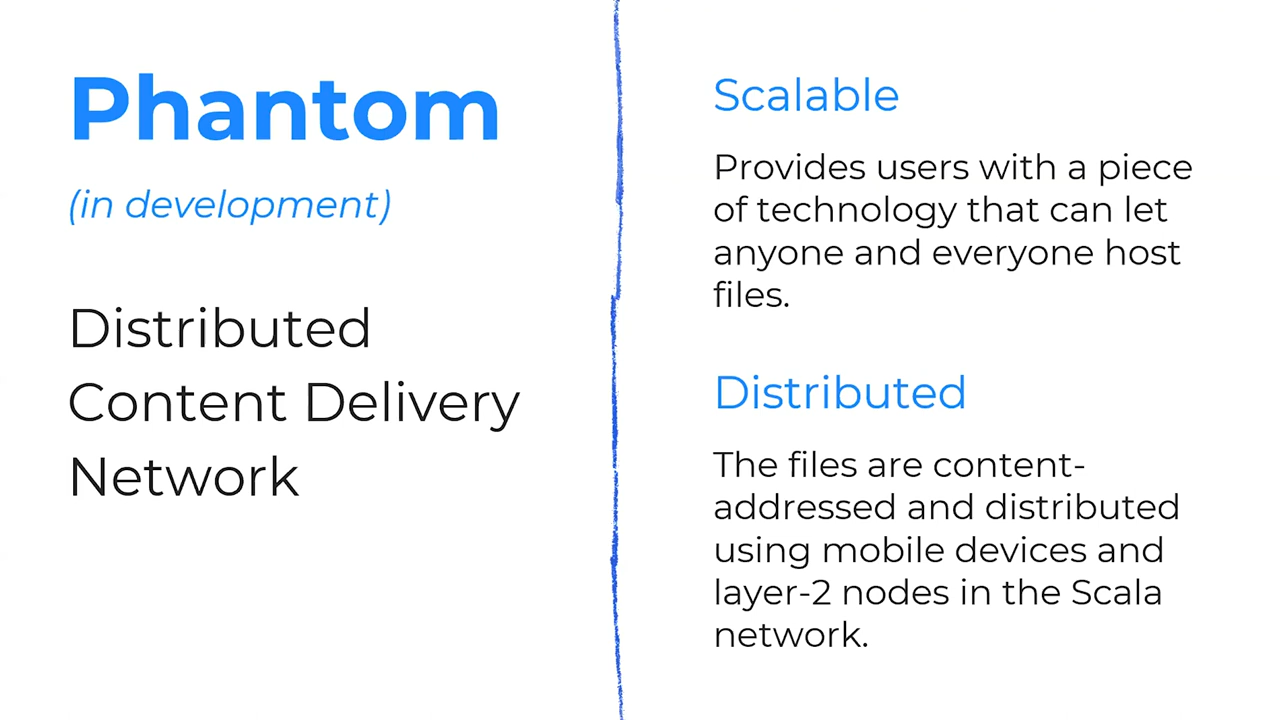 Phantom
(in development)
Distributed
Content Delivery
Network
Scalable
Provides users with a piece
of technology that can let
anyone and everyone host
files.
Distributed
The files are content-
addressed and distributed
using mobile devices and
layer-2 nodes in the Scala
network.